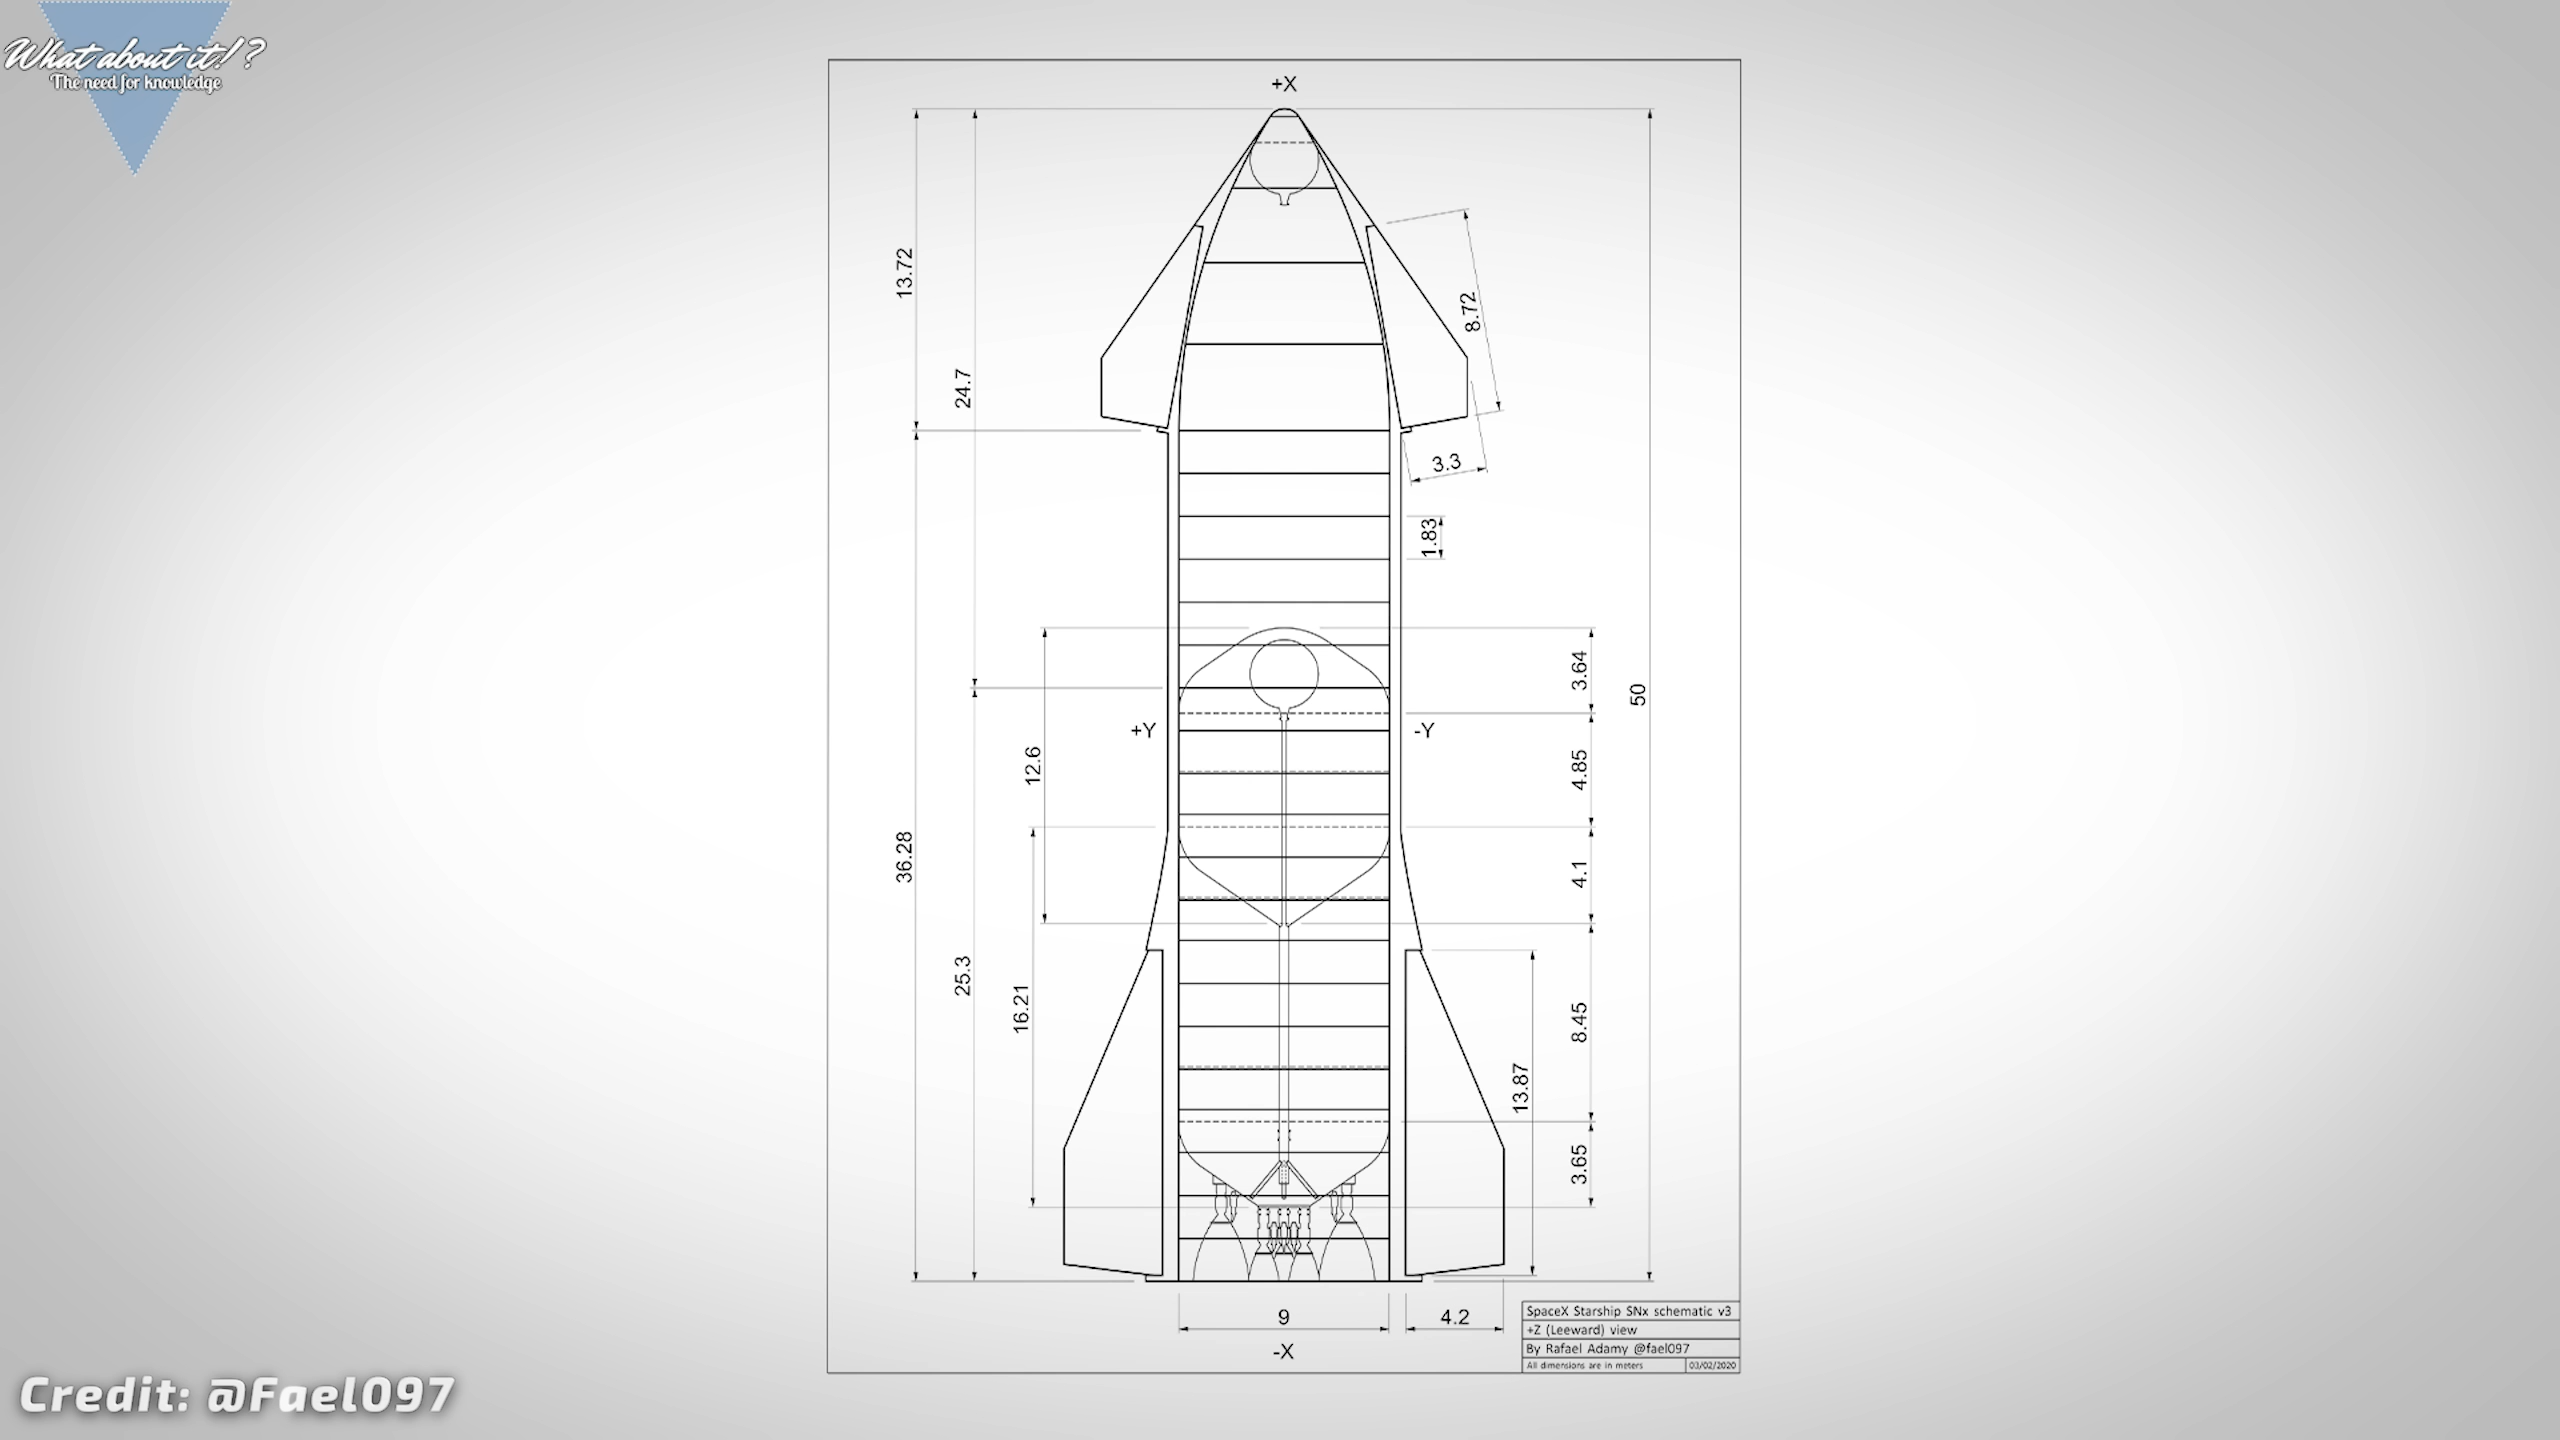 What about it!?
The need for knowledge
+X
13.72
24.7
8.72
3.3
1.83
3.64
50
+Y
-Y
12.6
4.85
36.28
4.1
25.3
16.21
8.45
13.87
3.65
9
4.2
-X
SpaceX Starship SNx schematic v3
+Z (Leeward) view
By Rafael Adamy @fael097
All dimensions are in meters
03/02/2020
Credit: @Fael097